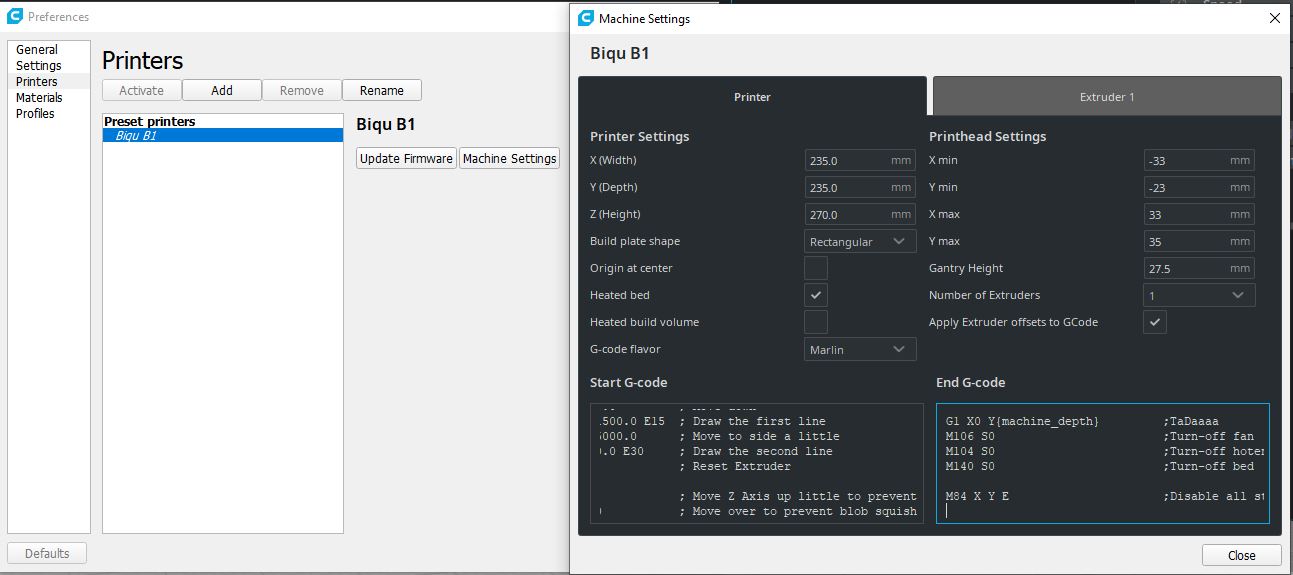 Preferences
General
Settings
Printers
Materials
Profiles
Defaults
Printers
Activate Add Remove Rename
Preset printers
Biqu B1
Biqu B1
Update Firmware Machine Settings
Machine Settings
Biqu B1
Printer Extruder 1
Printer Settings
X (Width) 235.0 mm
Y (Depth) 235.0 mm
Z (Height) 270.0 mm
Build plate shape Rectangular
Origin at center
Heated bed
Heated build volume
G-code flavor Marlin
Printhead Settings
X min -33 mm
Y min -23 mm
X max 33 mm
Y max 35 mm
Gantry Height 27.5 mm
Number of Extruders 1
Apply Extruder offsets to GCode
Start G-code
.500.0 E15 ; Draw the first line
000.0 ; Move to side a little
.0 E30 ; Draw the second line
; Reset Extruder
; Move Z Axis up little to prevent
; Move over to prevent blob squish
End G-code
G1 X0 Y{machine_depth} ;TaDaaaa
M106 S0 ;Turn-off fan
M104 S0 ;Turn-off hoten
M140 S0 ;Turn-off bed
M84 X Y E ;Disable all st
Close